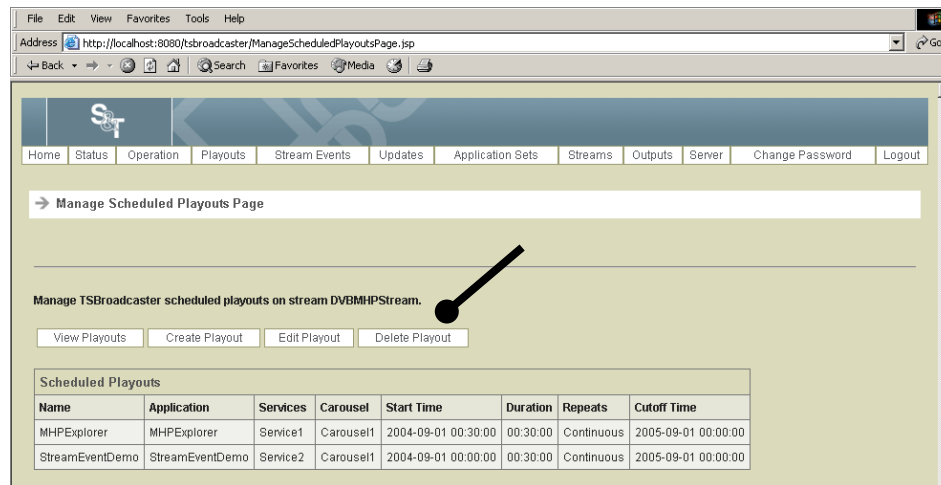 File Edit View Favorites Tools Help
Address http://localhost:8080/tsbroadcaster/ManageScheduledPlayoutsPage.jsp Go
Back Search Favorites Media
S&T
Home Status Operation Playouts Stream Events Updates Application Sets Streams Outputs Server Change Password Logout
Manage Scheduled Playouts Page
Manage TSBroadcaster scheduled playouts on stream DVBMHPStream.
View Playouts Create Playout Edit Playout Delete Playout
Scheduled Playouts
Name Application Services Carousel Start Time Duration Repeats Cutoff Time
MHPExplorer MHPExplorer Service1 Carousel1 2004-09-01 00:30:00 00:30:00 Continuous 2005-09-01 00:00:00
StreamEventDemo StreamEventDemo Service2 Carousel1 2004-09-01 00:00:00 00:30:00 Continuous 2005-09-01 00:00:00